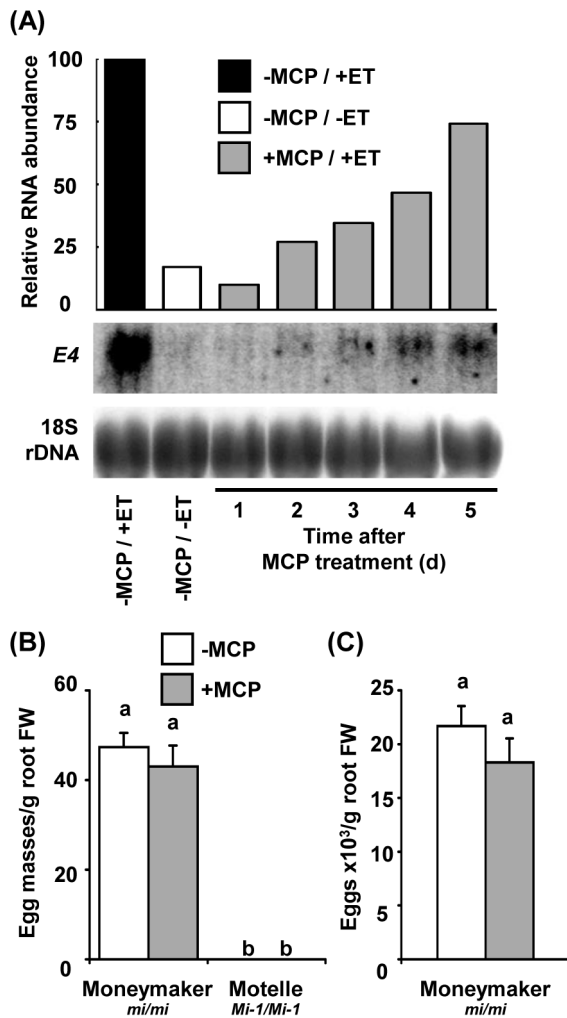 (A)
Relative RNA abundance
100
75
50
25
0
-MCP / +ET
-MCP / -ET
+MCP / +ET
E4
18S
rDNA
-MCP / +ET
-MCP / -ET
1 2 3 4 5
Time after
MCP treatment (d)
(B)
-MCP
+MCP
Egg masses/g root FW
60
40
20
0
a a
b b
Moneymaker
mi/mi
Motelle
Mi-1/Mi-1
(C)
Eggs x10³/g root FW
25
20
15
10
5
0
a a
Moneymaker
mi/mi